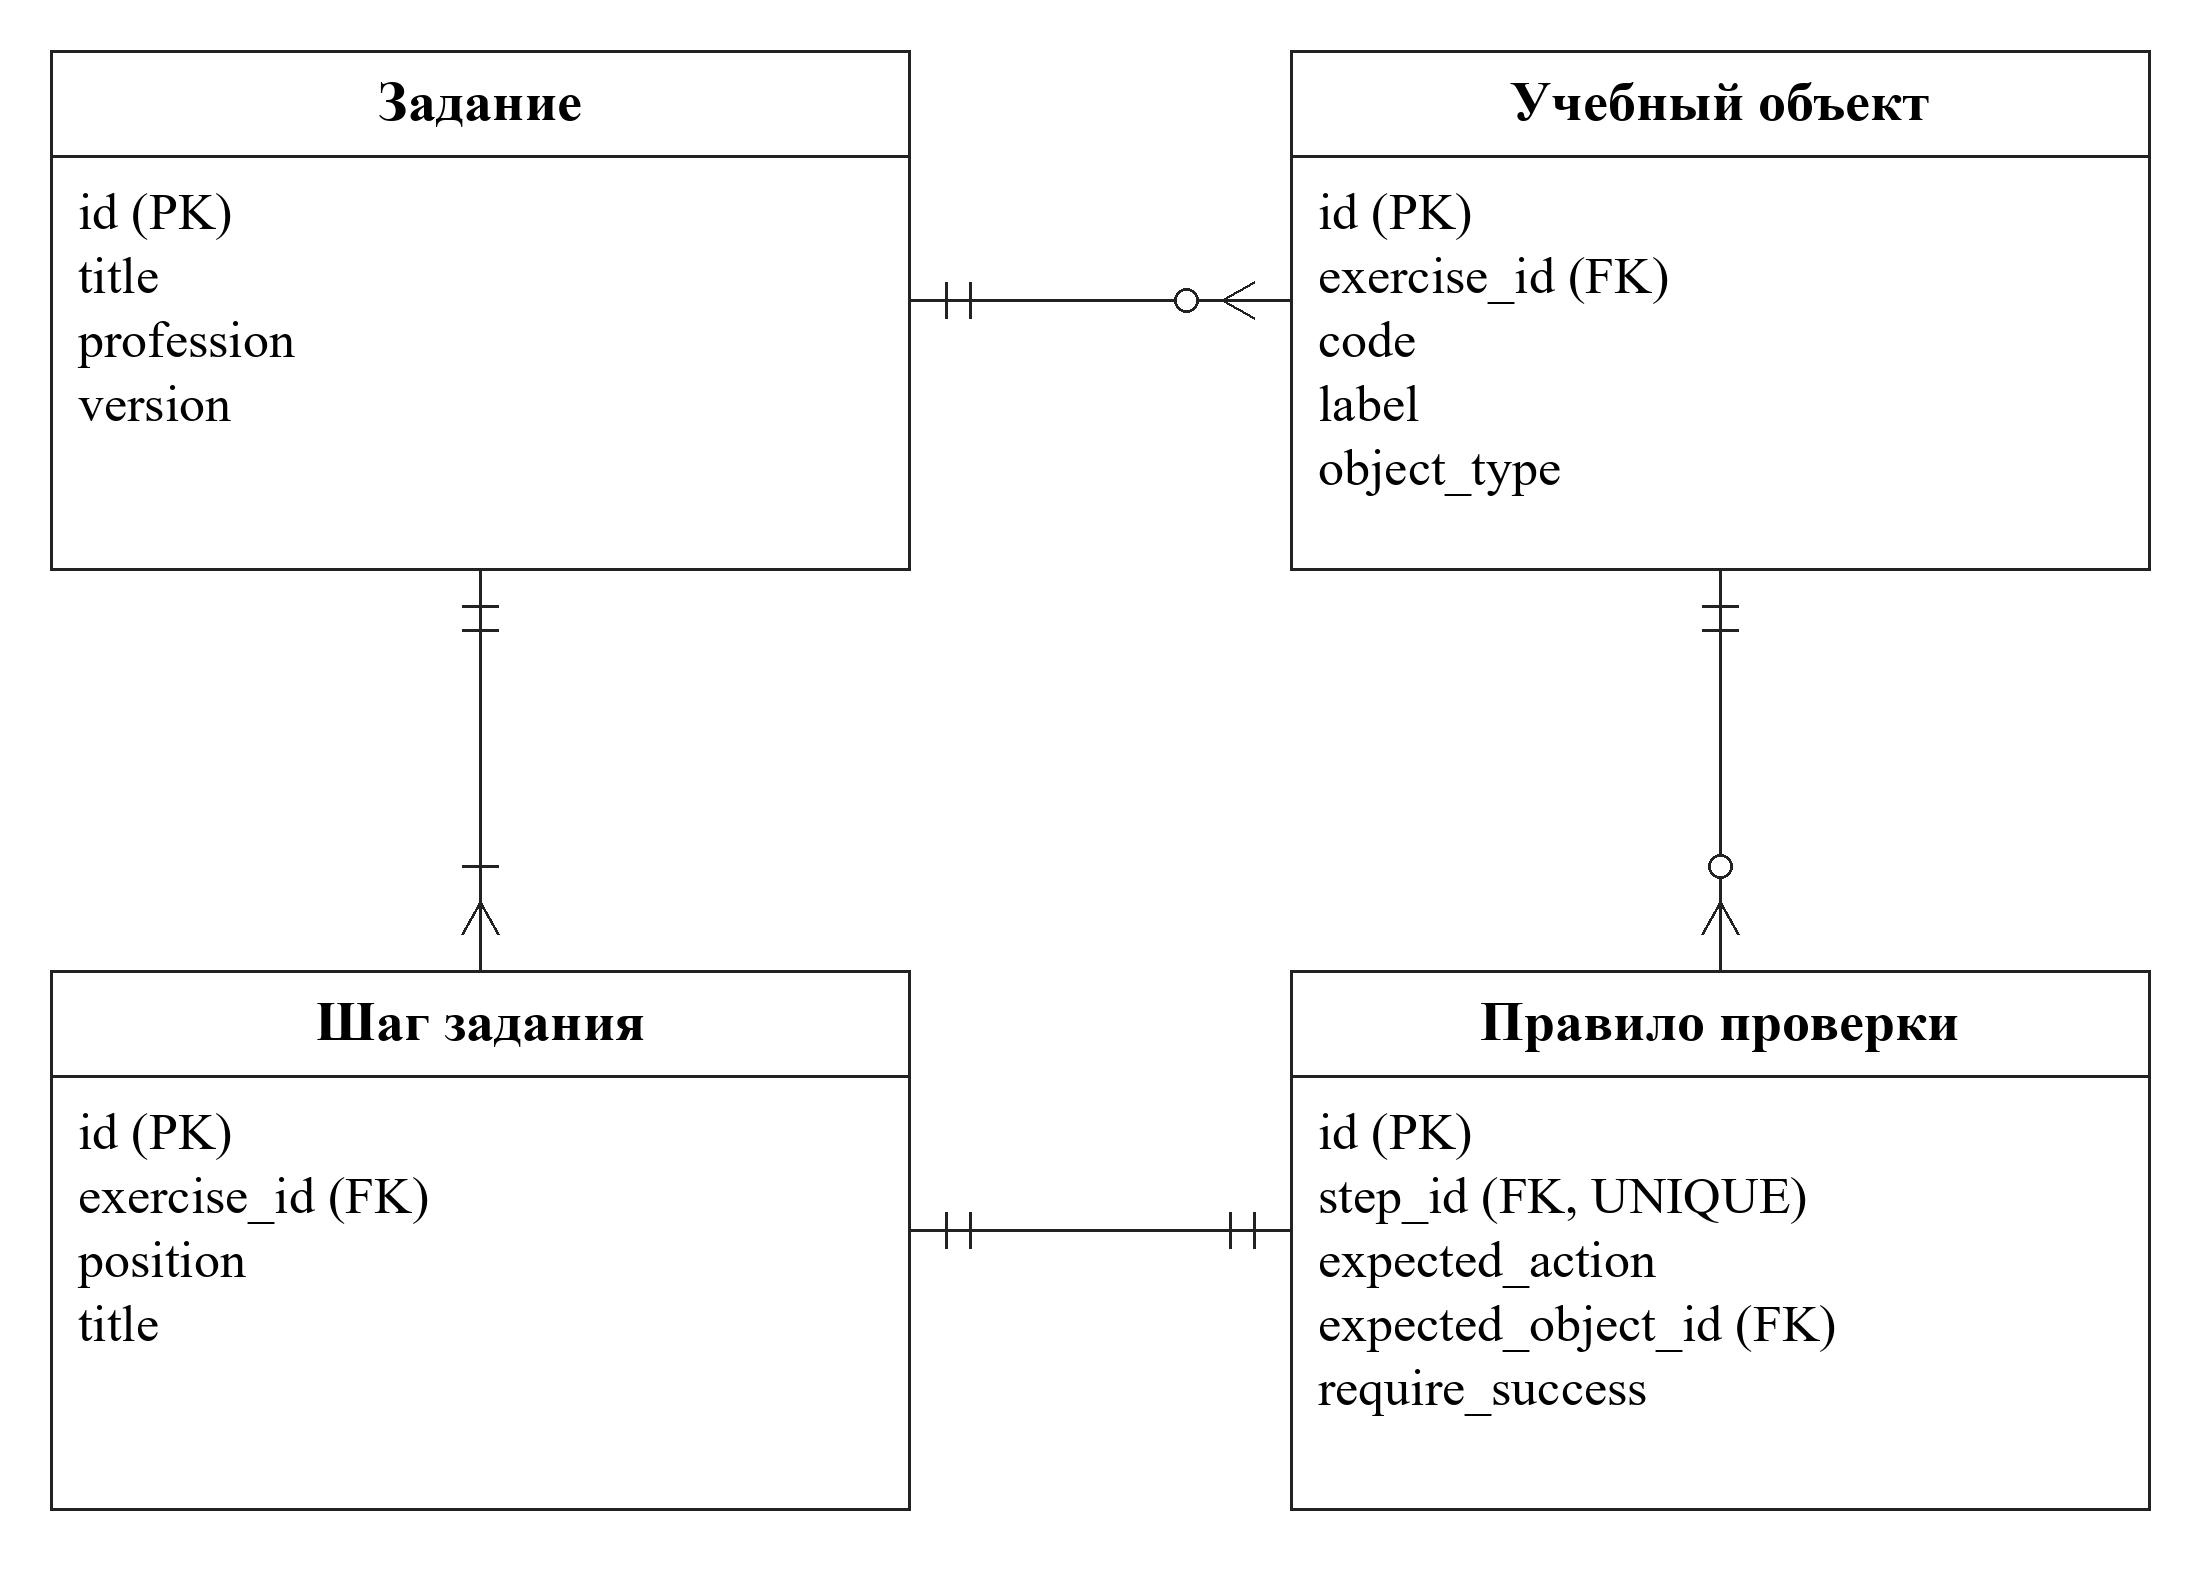 Задание
id (PK)
title
profession
version
Учебный объект
id (PK)
exercise_id (FK)
code
label
object_type
Шаг задания
id (PK)
exercise_id (FK)
position
title
Правило проверки
id (PK)
step_id (FK, UNIQUE)
expected_action
expected_object_id (FK)
require_success